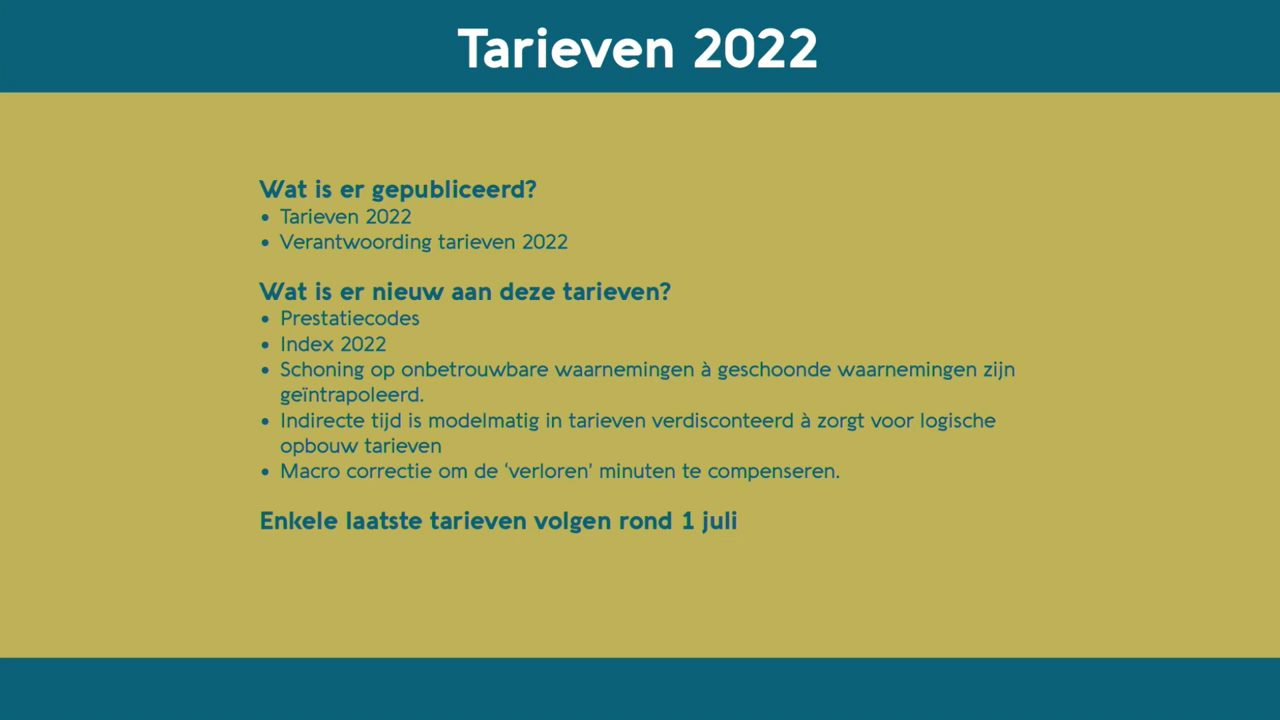 Tarieven 2022
Wat is er gepubliceerd?
• Tarieven 2022
• Verantwoording tarieven 2022
Wat is er nieuw aan deze tarieven?
• Prestatiecodes
• Index 2022
• Schoning op onbetrouwbare waarnemingen à geschoonde waarnemingen zijn
geïntrapoleerd.
• Indirecte tijd is modelmatig in tarieven verdisconteerd à zorgt voor logische
opbouw tarieven
• Macro correctie om de ‘verloren’ minuten te compenseren.
Enkele laatste tarieven volgen rond 1 juli